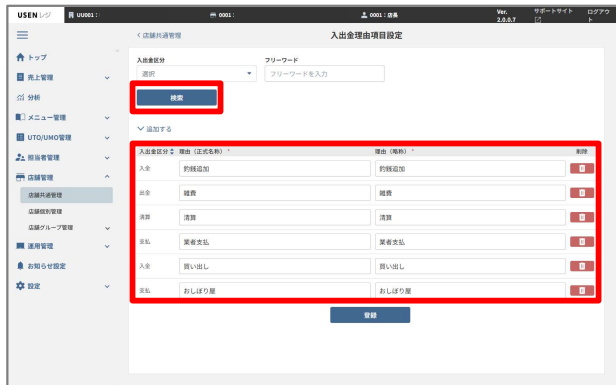 USEN レジ UU001： 0001： 0001：店長 Ver. 2.0.0.7 サポートサイト ログアウト
＜店舗共通管理 入出金理由項目設定
トップ
売上管理
分析
メニュー管理
UTO/UMO管理
担当者管理
店舗管理
店舗共通管理
店舗個別管理
店舗グループ管理
運用管理
お知らせ設定
設定
入出金区分 フリーワード
選択 フリーワードを入力
検索
追加する
入出金区分 理由（正式名称） * 理由（略称） * 削除
入金 釣銭追加 釣銭追加
出金 雑費 雑費
清算 清算
支払 業者支払 業者支払
入金 買い出し 買い出し
支払 おしぼり屋 おしぼり屋
登録